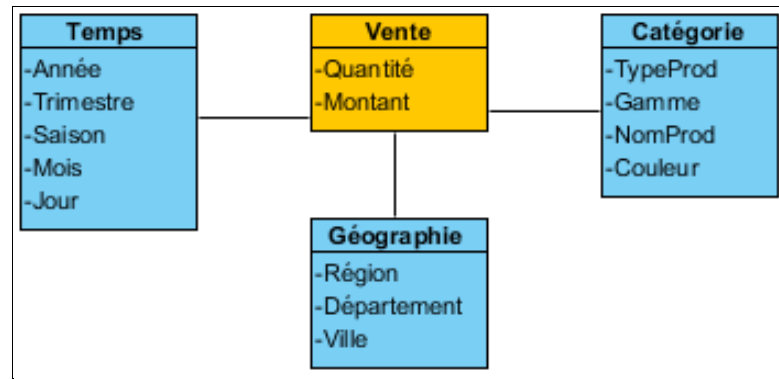 Temps
-Année
-Trimestre
-Saison
-Mois
-Jour
Vente
-Quantité
-Montant
Catégorie
-TypeProd
-Gamme
-NomProd
-Couleur
Géographie
-Région
-Département
-Ville